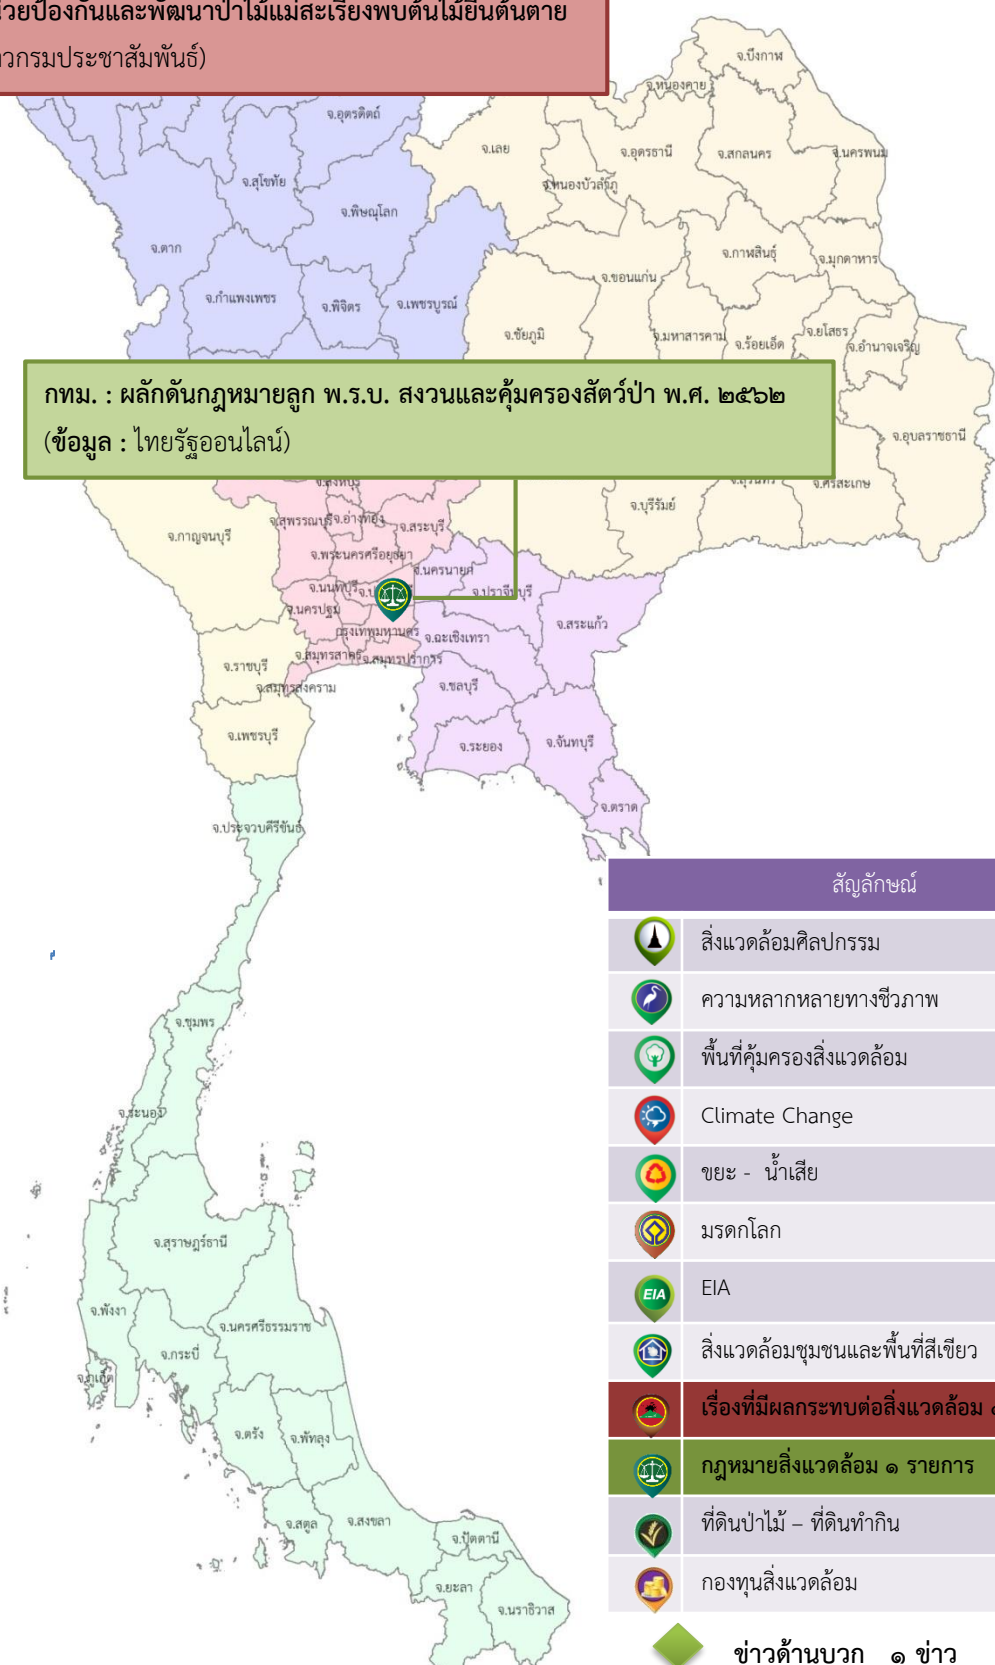 ป้องกันและพัฒนาป่าไม้แม่สะเรียงพบต้นไม้ยืนต้นตาย
กรมประชาสัมพันธ์)
จ.บึงกาฬ
จ.หนองคาย
จ.อุตรดิตถ์
จ.เลย
จ.อุดรธานี
จ.สกลนคร
จ.นครพนม
จ.สุโขทัย
จ.หนองบัวลำภู
จ.พิษณุโลก
จ.ตาก
จ.กาฬสินธุ์
จ.มุกดาหาร
จ.ขอนแก่น
จ.กำแพงเพชร
จ.พิจิตร
จ.เพชรบูรณ์
จ.ชัยภูมิ
จ.มหาสารคาม
จ.ร้อยเอ็ด
จ.ยโสธร
จ.อำนาจเจริญ
กทม. : ผลักดันกฎหมายลูก พ.ร.บ. สงวนและคุ้มครองสัตว์ป่า พ.ศ. ๒๕๖๒
(ข้อมูล : ไทยรัฐออนไลน์)
จ.อุบลราชธานี
จ.สิงห์บุรี
จ.สุรินทร์
จ.ศรีสะเกษ
จ.บุรีรัมย์
จ.สุพรรณบุรี
จ.อ่างทอง
จ.สระบุรี
จ.กาญจนบุรี
จ.พระนครศรีอยุธยา
จ.นครนายก
จ.นนทบุรี
จ.ปราจีนบุรี
จ.นครปฐม
กรุงเทพมหานคร
จ.ฉะเชิงเทรา
จ.สระแก้ว
จ.สมุทรสาคร
จ.สมุทรปราการ
จ.ราชบุรี
จ.สมุทรสงคราม
จ.ชลบุรี
จ.เพชรบุรี
จ.ระยอง
จ.จันทบุรี
จ.ตราด
จ.ประจวบคีรีขันธ์
สัญลักษณ์
สิ่งแวดล้อมศิลปกรรม
ความหลากหลายทางชีวภาพ
จ.ชุมพร
พื้นที่คุ้มครองสิ่งแวดล้อม
จ.ระนอง
Climate Change
ขยะ - น้ำเสีย
มรดกโลก
จ.สุราษฎร์ธานี
EIA
EIA
จ.พังงา
จ.นครศรีธรรมราช
จ.กระบี่
สิ่งแวดล้อมชุมชนและพื้นที่สีเขียว
จ.ภูเก็ต
เรื่องที่มีผลกระทบต่อสิ่งแวดล้อม
จ.ตรัง
จ.พัทลุง
กฎหมายสิ่งแวดล้อม ๑ รายการ
จ.สตูล
จ.สงขลา
ที่ดินป่าไม้ – ที่ดินทำกิน
จ.ปัตตานี
จ.ยะลา
กองทุนสิ่งแวดล้อม
จ.นราธิวาส
ข่าวด้านบวก ๑ ข่าว